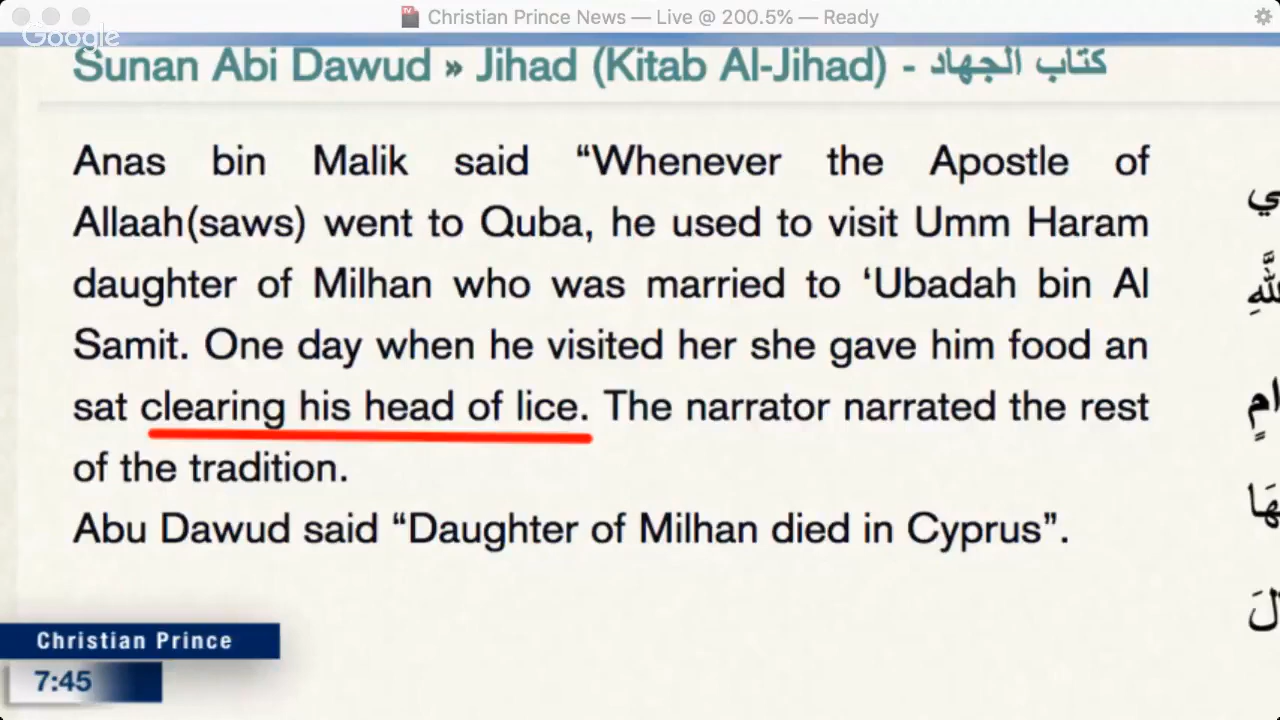 Christian Prince News — Live @ 200.5% — Ready
Google
Sunan Abi Dawud » Jihad (Kitab Al-Jihad) - كتاب الجهاد
Anas bin Malik said “Whenever the Apostle of
Allaah(saws) went to Quba, he used to visit Umm Haram
daughter of Milhan who was married to ‘Ubadah bin Al
Samit. One day when he visited her she gave him food an
sat clearing his head of lice. The narrator narrated the rest
of the tradition.
Abu Dawud said “Daughter of Milhan died in Cyprus”.
Christian Prince
7:45